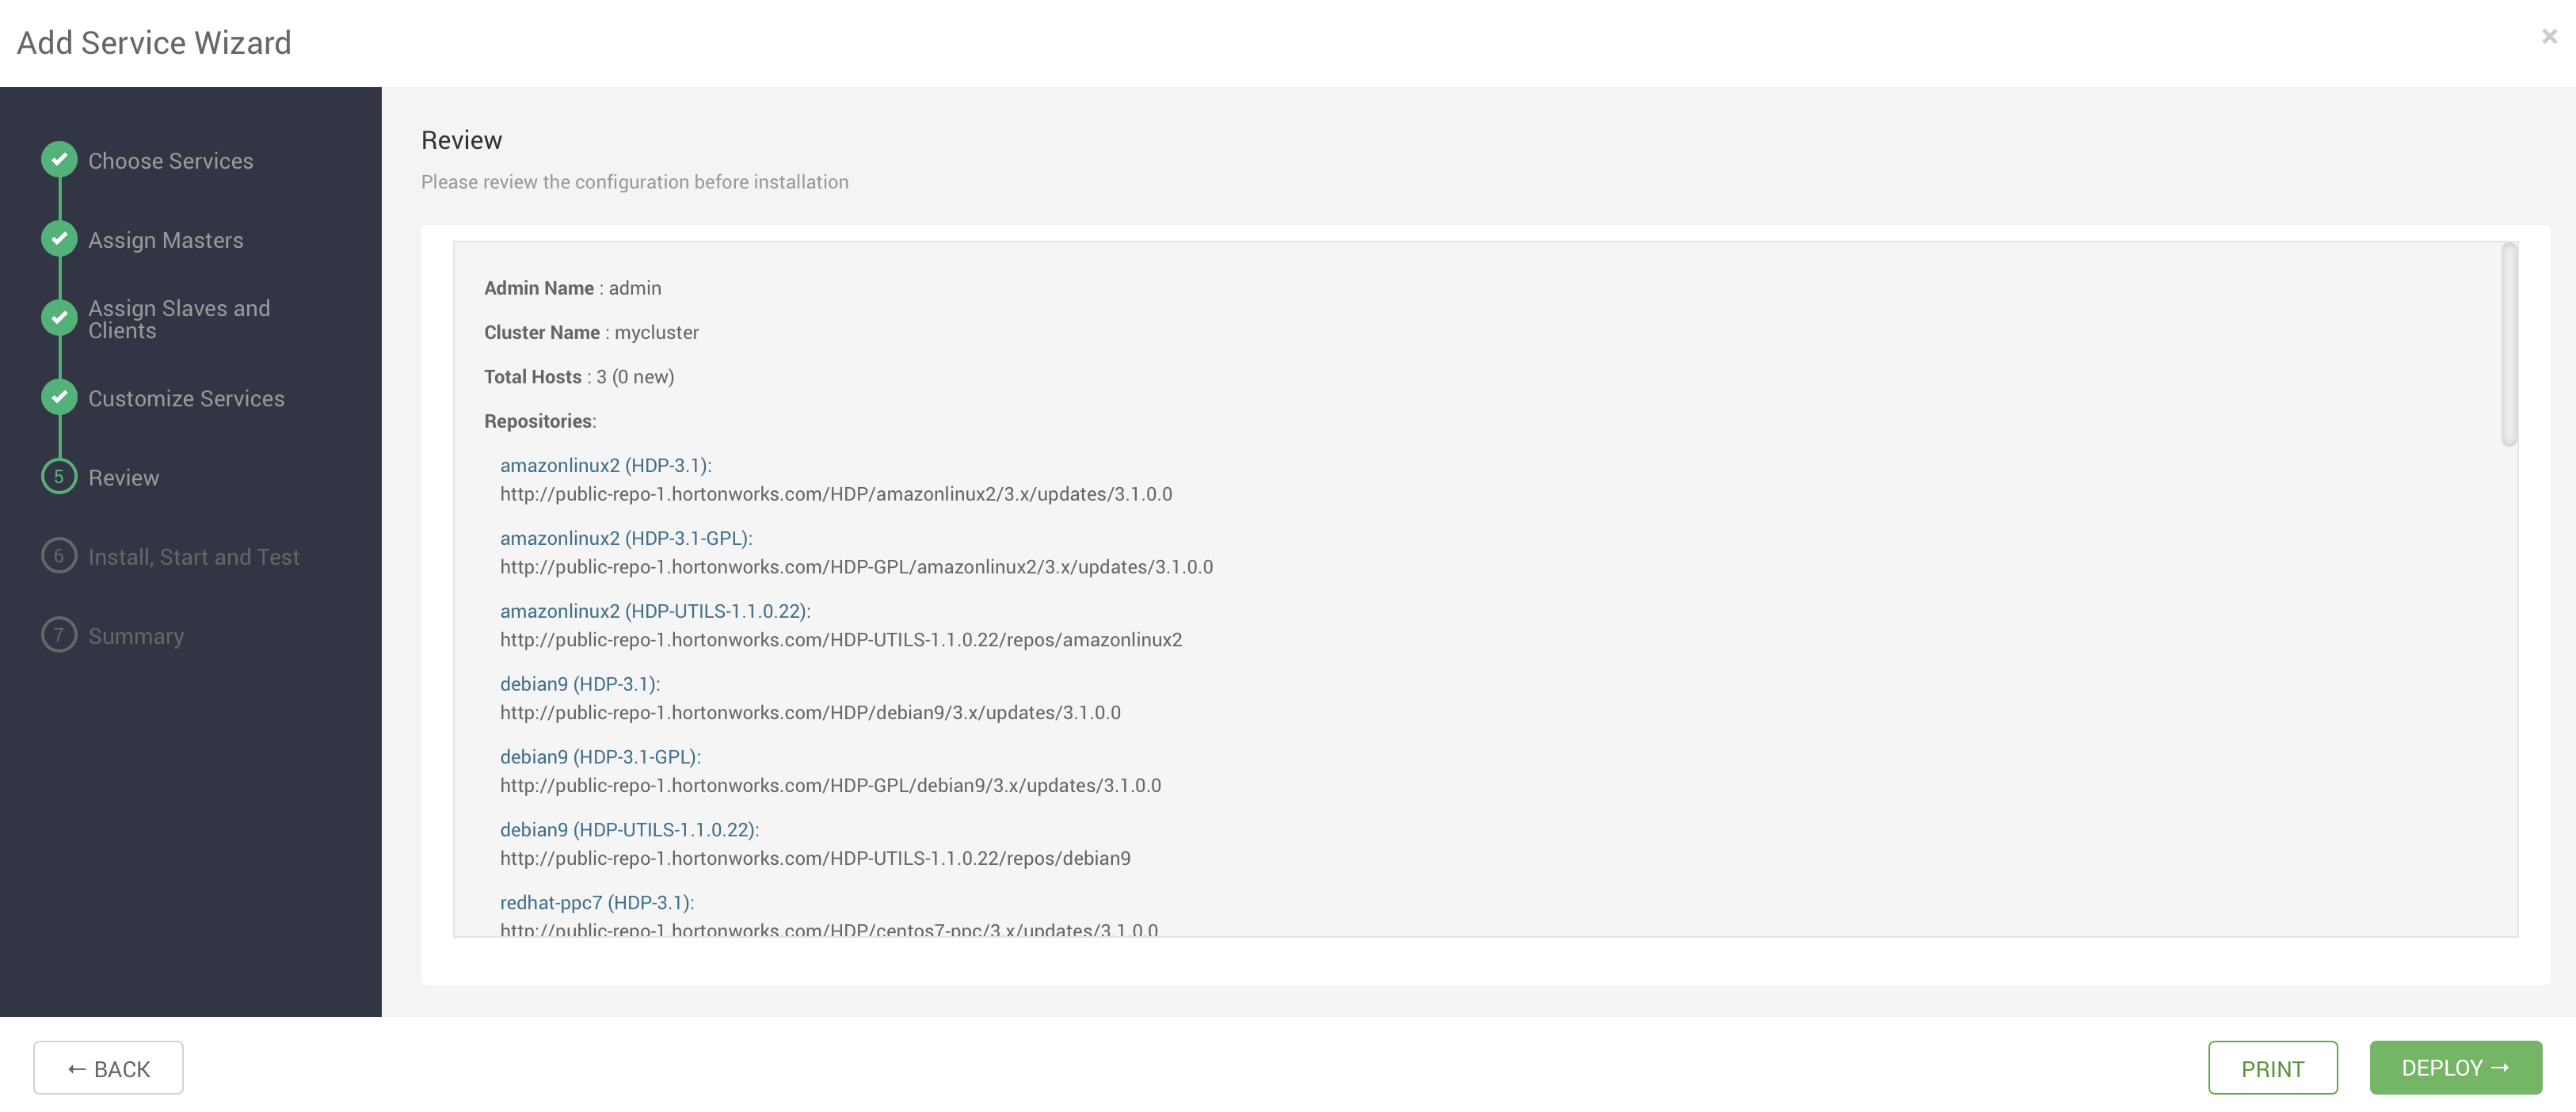 Add Service Wizard
×
Choose Services
Assign Masters
Assign Slaves and
Clients
Customize Services
5 Review
6 Install, Start and Test
7 Summary
Review
Please review the configuration before installation
Admin Name : admin
Cluster Name : mycluster
Total Hosts : 3 (0 new)
Repositories:
amazonlinux2 (HDP-3.1):
http://public-repo-1.hortonworks.com/HDP/amazonlinux2/3.x/updates/3.1.0.0
amazonlinux2 (HDP-3.1-GPL):
http://public-repo-1.hortonworks.com/HDP-GPL/amazonlinux2/3.x/updates/3.1.0.0
amazonlinux2 (HDP-UTILS-1.1.0.22):
http://public-repo-1.hortonworks.com/HDP-UTILS-1.1.0.22/repos/amazonlinux2
debian9 (HDP-3.1):
http://public-repo-1.hortonworks.com/HDP/debian9/3.x/updates/3.1.0.0
debian9 (HDP-3.1-GPL):
http://public-repo-1.hortonworks.com/HDP-GPL/debian9/3.x/updates/3.1.0.0
debian9 (HDP-UTILS-1.1.0.22):
http://public-repo-1.hortonworks.com/HDP-UTILS-1.1.0.22/repos/debian9
redhat-ppc7 (HDP-3.1):
http://public-repo-1.hortonworks.com/HDP/centos7-ppc/3.x/updates/3.1.0.0
← BACK
PRINT
DEPLOY →